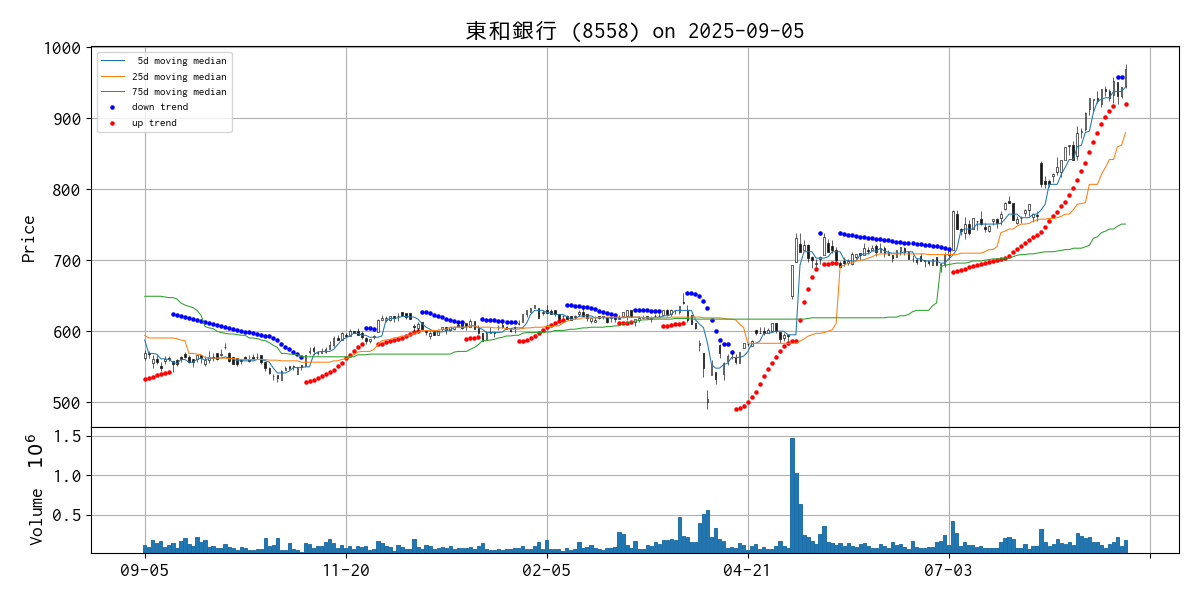 東和銀行 (8558) on 2025-09-05
1000
900
800
700
600
500
Price
5d moving median
25d moving median
75d moving median
down trend
up trend
1.5
1.0
0.5
Volume 10^6
09-05
11-20
02-05
04-21
07-03